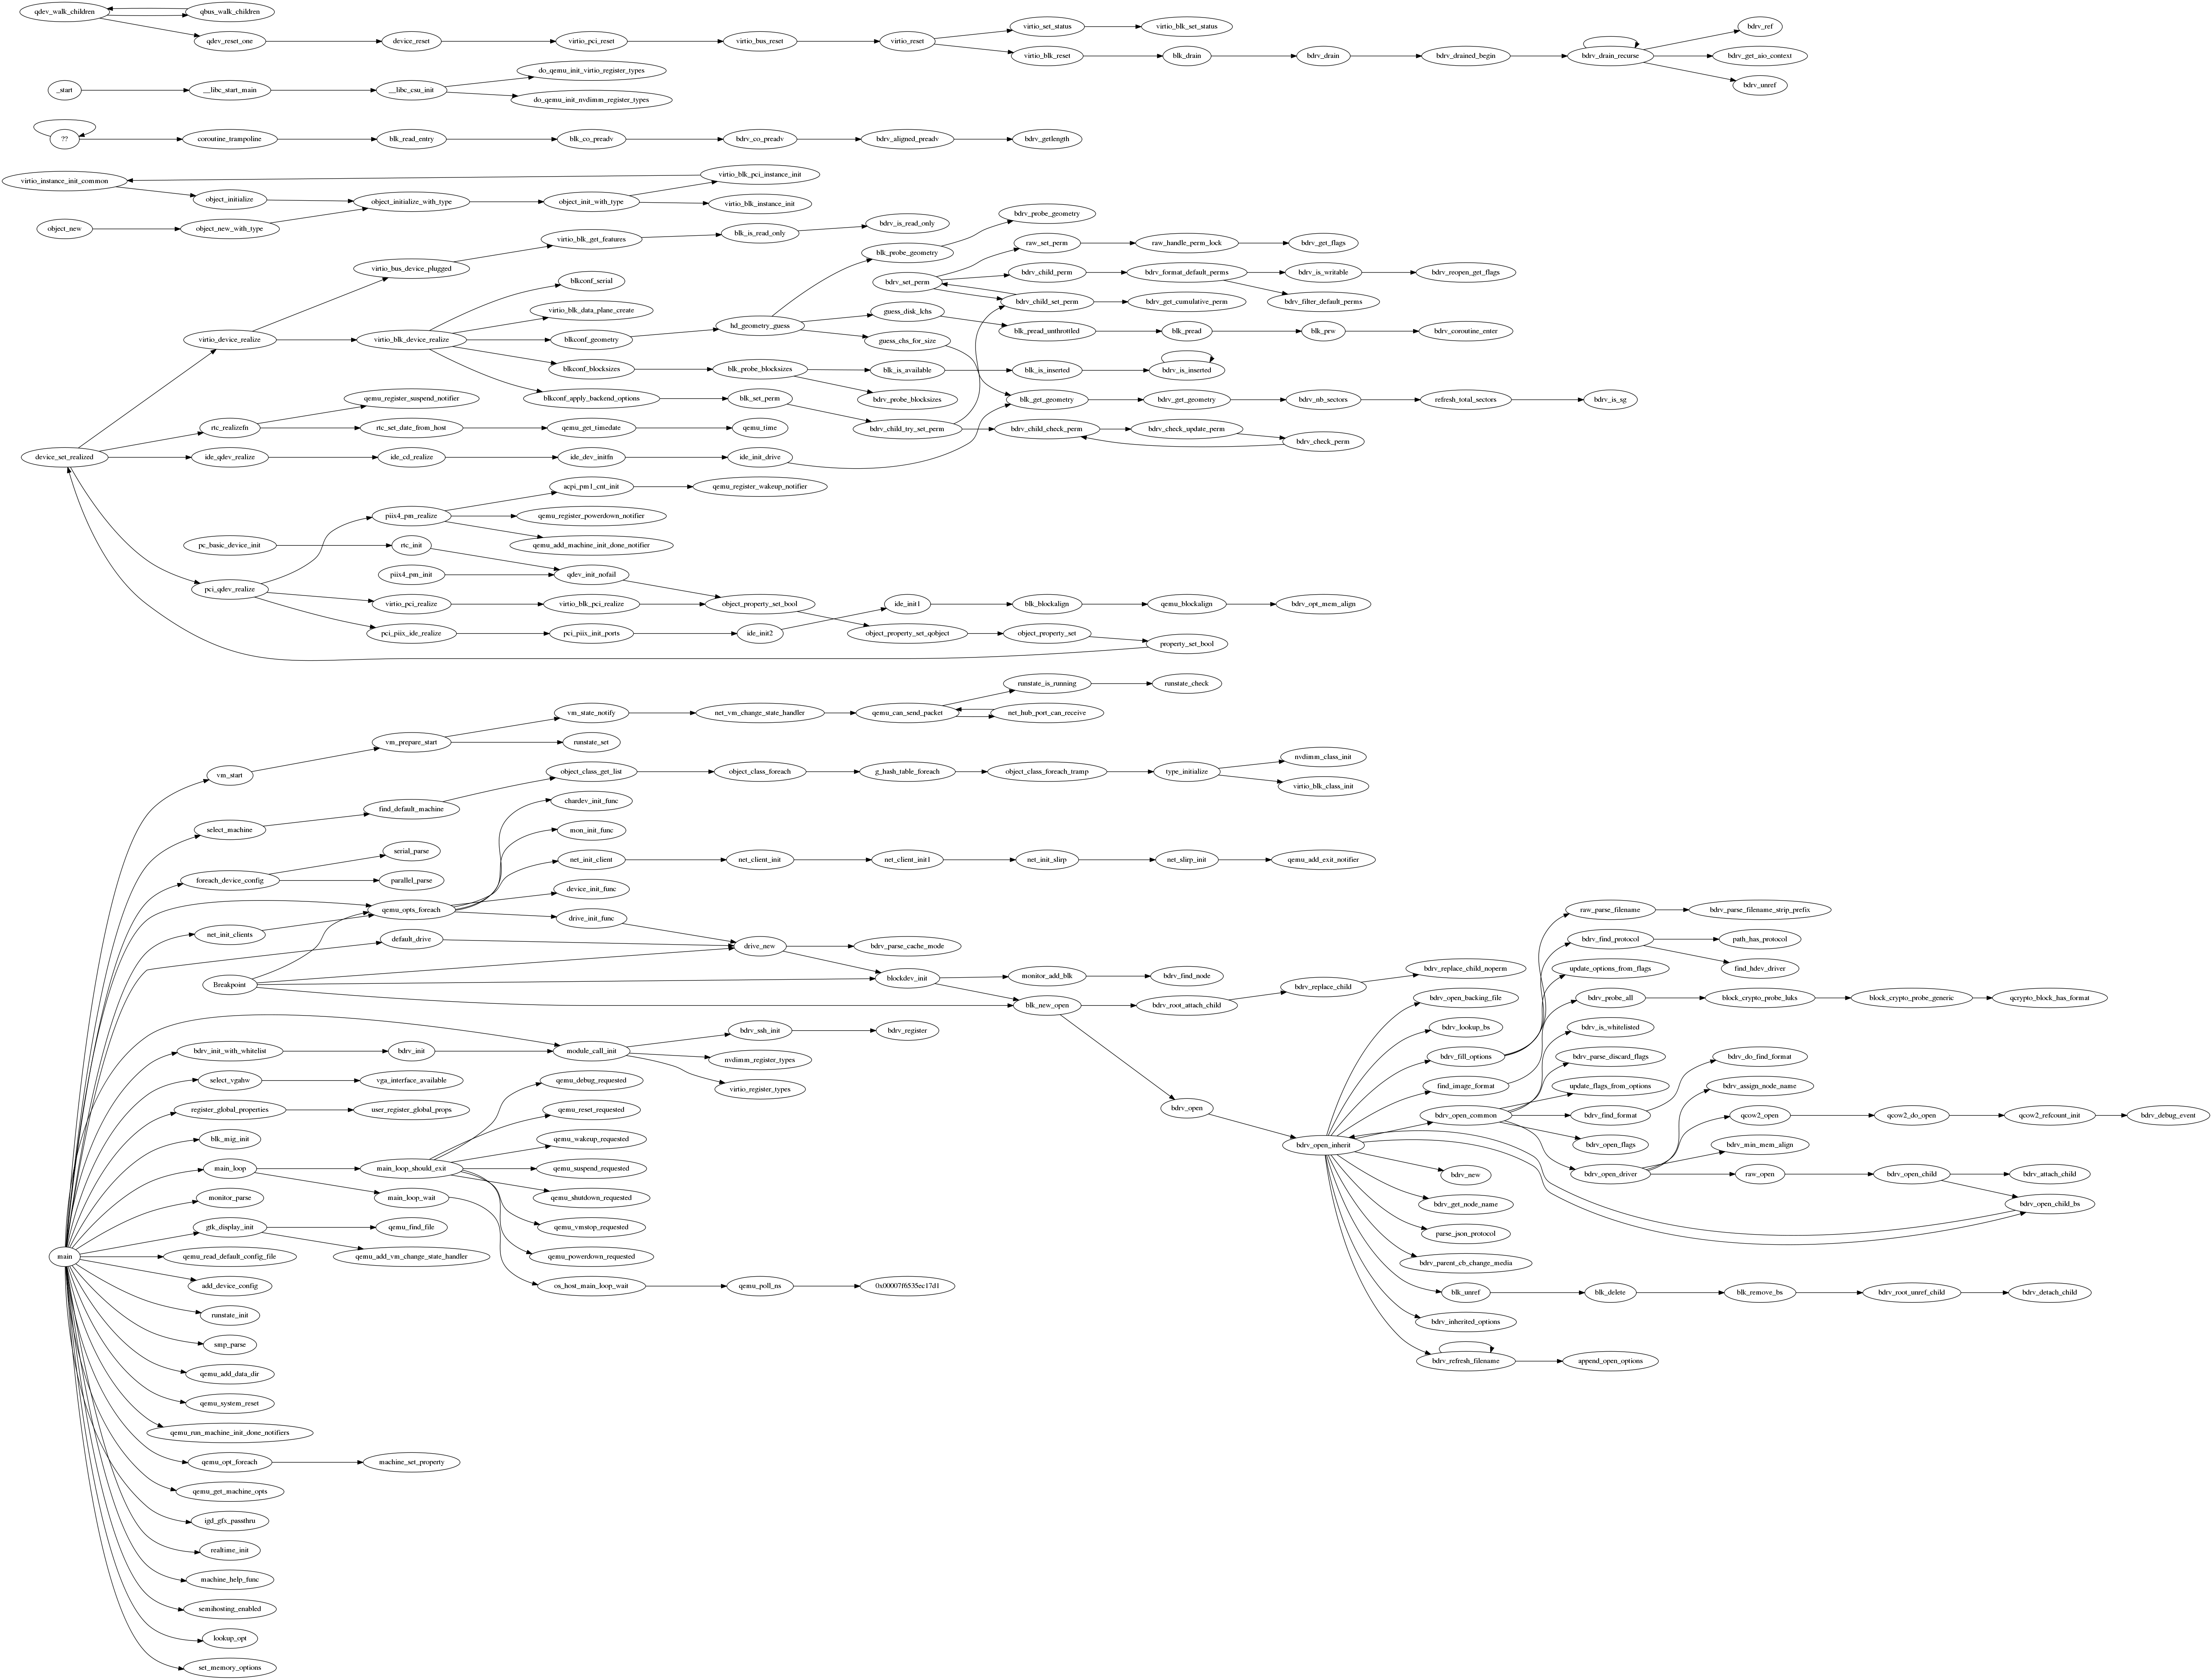 qdev_walk_children
qbus_walk_children
qdev_reset_one
device_reset
virtio_pci_reset
virtio_bus_reset
virtio_reset
virtio_set_status
virtio_blk_set_status
virtio_blk_reset
blk_drain
bdrv_drain
bdrv_drained_begin
bdrv_drain_recurse
bdrv_ref
bdrv_get_aio_context
bdrv_unref
_start
__libc_start_main
__libc_csu_init
do_qemu_init_virtio_register_types
do_qemu_init_nvdimm_register_types
??
coroutine_trampoline
blk_read_entry
blk_co_preadv
bdrv_co_preadv
bdrv_aligned_preadv
bdrv_getlength
virtio_instance_init_common
object_initialize
object_initialize_with_type
object_init_with_type
virtio_blk_pci_instance_init
virtio_blk_instance_init
object_new
object_new_with_type
device_set_realized
virtio_device_realize
virtio_bus_device_plugged
virtio_blk_get_features
blk_is_read_only
bdrv_is_read_only
virtio_blk_device_realize
blkconf_serial
virtio_blk_data_plane_create
blkconf_geometry
hd_geometry_guess
blk_probe_geometry
bdrv_probe_geometry
guess_disk_lchs
guess_chs_for_size
blk_pread_unthrottled
blk_pread
blk_prw
bdrv_coroutine_enter
blkconf_blocksizes
blk_probe_blocksizes
blk_is_available
blk_is_inserted
bdrv_is_inserted
bdrv_probe_blocksizes
blkconf_apply_backend_options
blk_set_perm
bdrv_child_try_set_perm
bdrv_set_perm
raw_set_perm
raw_handle_perm_lock
bdrv_get_flags
bdrv_child_perm
bdrv_format_default_perms
bdrv_is_writable
bdrv_reopen_get_flags
bdrv_filter_default_perms
bdrv_child_set_perm
bdrv_get_cumulative_perm
blk_get_geometry
bdrv_get_geometry
bdrv_nb_sectors
refresh_total_sectors
bdrv_is_sg
bdrv_child_check_perm
bdrv_check_update_perm
bdrv_check_perm
rtc_realizefn
qemu_register_suspend_notifier
rtc_set_date_from_host
qemu_get_timedate
qemu_time
ide_qdev_realize
ide_cd_realize
ide_dev_initfn
ide_init_drive
pci_qdev_realize
piix4_pm_realize
acpi_pm1_cnt_init
qemu_register_wakeup_notifier
qemu_register_powerdown_notifier
qemu_add_machine_init_done_notifier
pc_basic_device_init
rtc_init
piix4_pm_init
qdev_init_nofail
virtio_pci_realize
virtio_blk_pci_realize
object_property_set_bool
pci_piix_ide_realize
pci_piix_init_ports
ide_init2
ide_init1
blk_blockalign
qemu_blockalign
bdrv_opt_mem_align
object_property_set_qobject
object_property_set
property_set_bool
main
vm_start
vm_prepare_start
vm_state_notify
net_vm_change_state_handler
qemu_can_send_packet
runstate_is_running
runstate_check
net_hub_port_can_receive
runstate_set
select_machine
find_default_machine
object_class_get_list
object_class_foreach
g_hash_table_foreach
object_class_foreach_tramp
type_initialize
nvdimm_class_init
virtio_blk_class_init
foreach_device_config
serial_parse
parallel_parse
qemu_opts_foreach
chardev_init_func
mon_init_func
net_init_client
net_client_init
net_client_init1
net_init_slirp
net_slirp_init
qemu_add_exit_notifier
device_init_func
drive_init_func
net_init_clients
default_drive
drive_new
bdrv_parse_cache_mode
Breakpoint
blockdev_init
monitor_add_blk
bdrv_find_node
blk_new_open
bdrv_root_attach_child
bdrv_replace_child
bdrv_replace_child_noperm
bdrv_open
bdrv_open_inherit
bdrv_open_backing_file
bdrv_lookup_bs
bdrv_fill_options
raw_parse_filename
bdrv_parse_filename_strip_prefix
bdrv_find_protocol
path_has_protocol
find_hdev_driver
update_options_from_flags
find_image_format
bdrv_probe_all
block_crypto_probe_luks
block_crypto_probe_generic
qcrypto_block_has_format
bdrv_open_common
bdrv_is_whitelisted
bdrv_parse_discard_flags
update_flags_from_options
bdrv_find_format
bdrv_do_find_format
bdrv_open_flags
bdrv_open_driver
bdrv_assign_node_name
qcow2_open
qcow2_do_open
qcow2_refcount_init
bdrv_debug_event
bdrv_min_mem_align
raw_open
bdrv_open_child
bdrv_attach_child
bdrv_open_child_bs
bdrv_new
bdrv_get_node_name
parse_json_protocol
bdrv_parent_cb_change_media
blk_unref
blk_delete
blk_remove_bs
bdrv_root_unref_child
bdrv_detach_child
bdrv_inherited_options
bdrv_refresh_filename
append_open_options
bdrv_init_with_whitelist
bdrv_init
module_call_init
bdrv_ssh_init
bdrv_register
nvdimm_register_types
virtio_register_types
select_vgahw
vga_interface_available
register_global_properties
user_register_global_props
blk_mig_init
main_loop
main_loop_should_exit
qemu_debug_requested
qemu_reset_requested
qemu_wakeup_requested
qemu_suspend_requested
qemu_shutdown_requested
qemu_vmstop_requested
qemu_powerdown_requested
main_loop_wait
os_host_main_loop_wait
qemu_poll_ns
0x00007f6535ec17d1
monitor_parse
gtk_display_init
qemu_find_file
qemu_add_vm_change_state_handler
qemu_read_default_config_file
add_device_config
runstate_init
smp_parse
qemu_add_data_dir
qemu_system_reset
qemu_run_machine_init_done_notifiers
qemu_opt_foreach
machine_set_property
qemu_get_machine_opts
igd_gfx_passthru
realtime_init
machine_help_func
semihosting_enabled
lookup_opt
set_memory_options